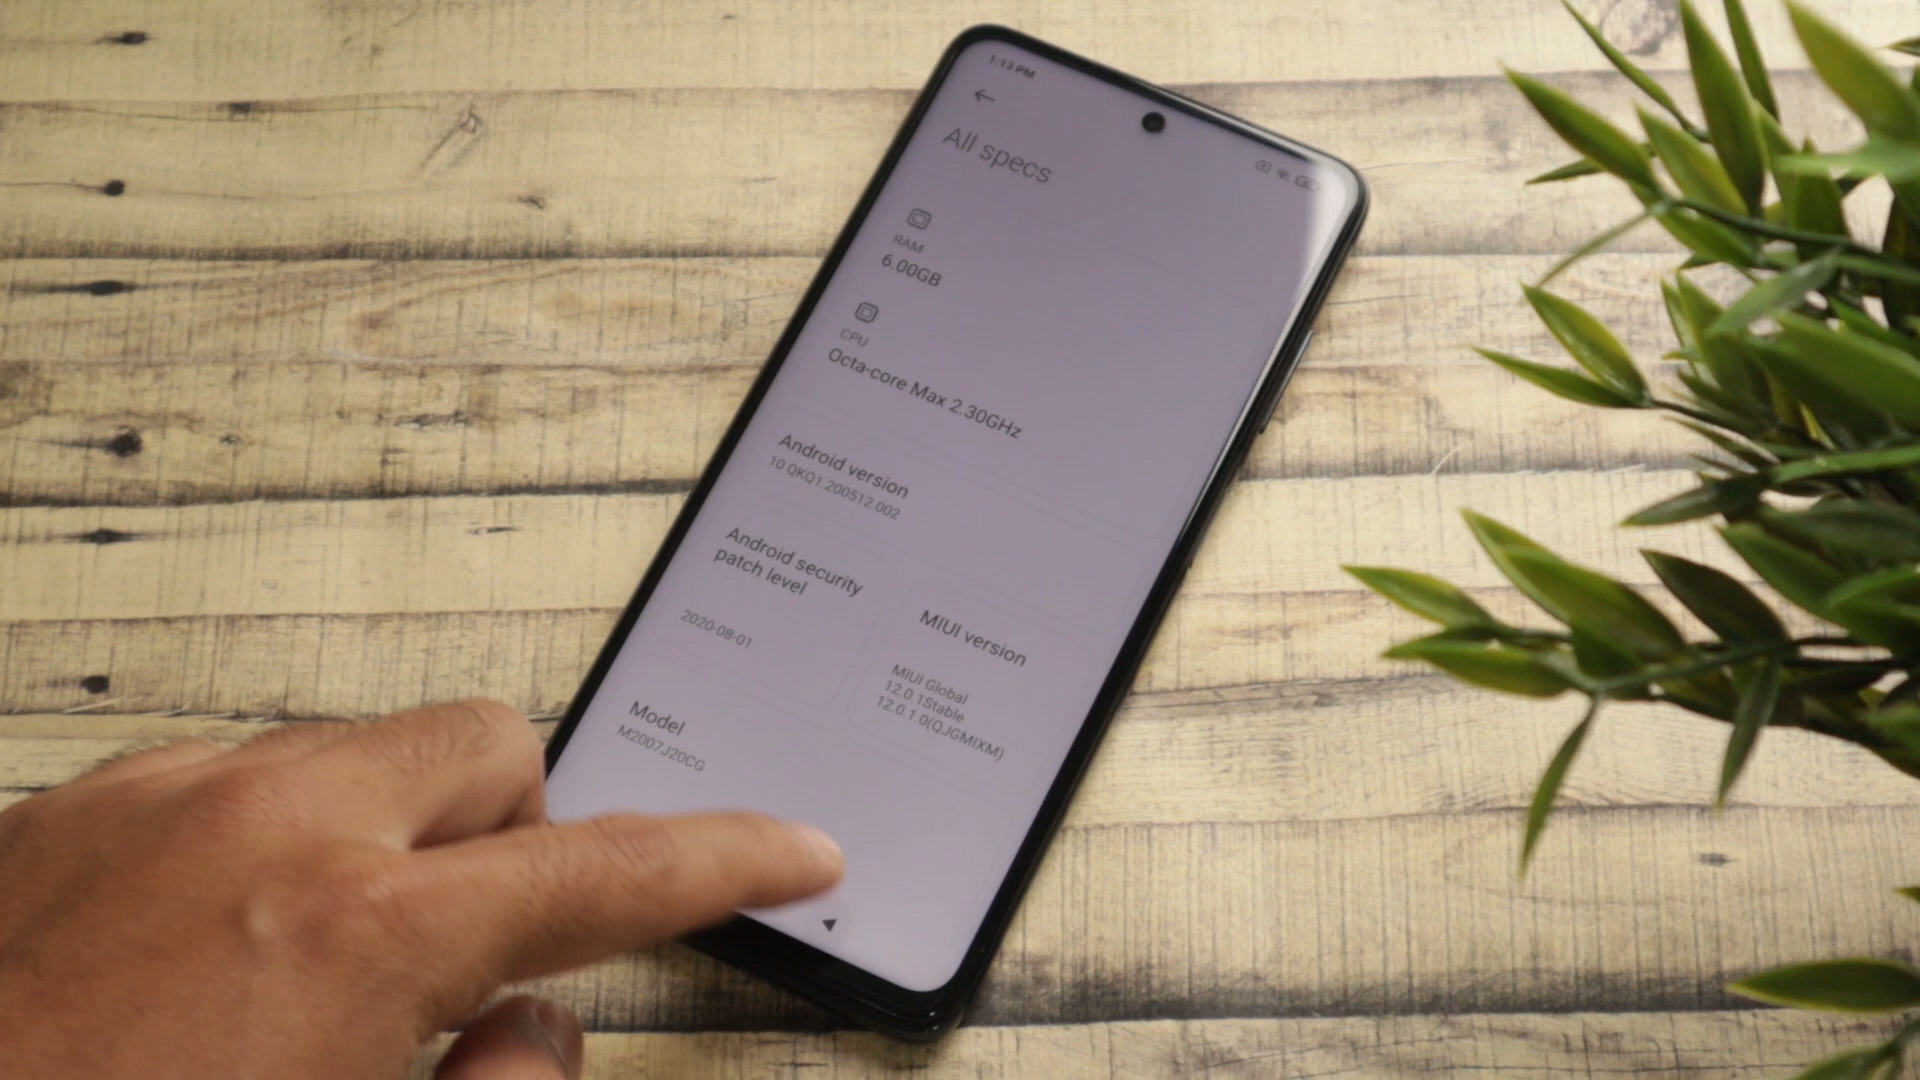 1:13 PM
All specs
RAM
6.00GB
CPU
Octa-core Max 2.30GHz
Android version
10 QKQ1.200512.002
Android security
patch level
2020-08-01
MIUI version
MIUI Global
12.0.1Stable
12.0.1.0(QJGMIXM)
Model
M2007J20CG